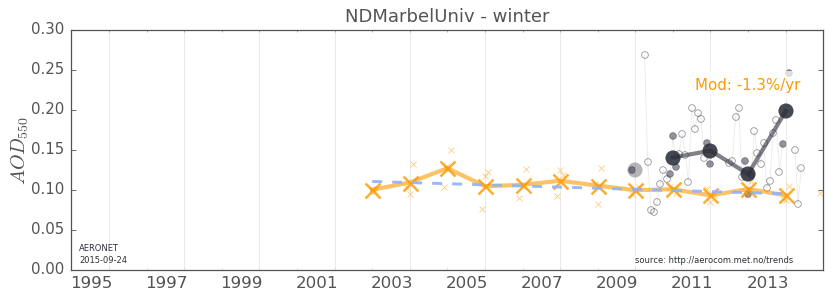 NDMarbelUniv - winter
0.30
0.25
0.20
0.15
0.10
0.05
0.00
AOD550
Mod: -1.3%/yr
AERONET
2015-09-24
source: http://aerocom.met.no/trends
1995 1997 1999 2001 2003 2005 2007 2009 2011 2013